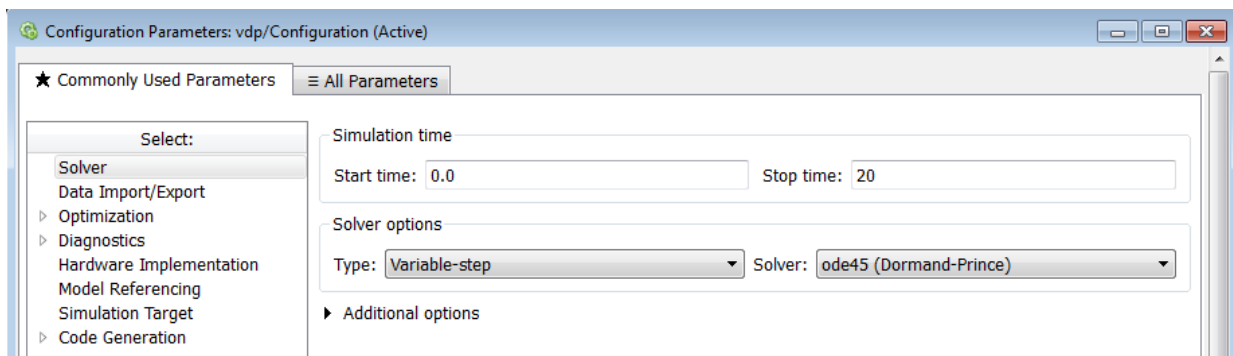 Configuration Parameters: vdp/Configuration (Active)
★ Commonly Used Parameters
≡ All Parameters
Select:
Solver
Data Import/Export
Optimization
Diagnostics
Hardware Implementation
Model Referencing
Simulation Target
Code Generation
Simulation time
Start time: 0.0 Stop time: 20
Solver options
Type: Variable-step Solver: ode45 (Dormand-Prince)
Additional options